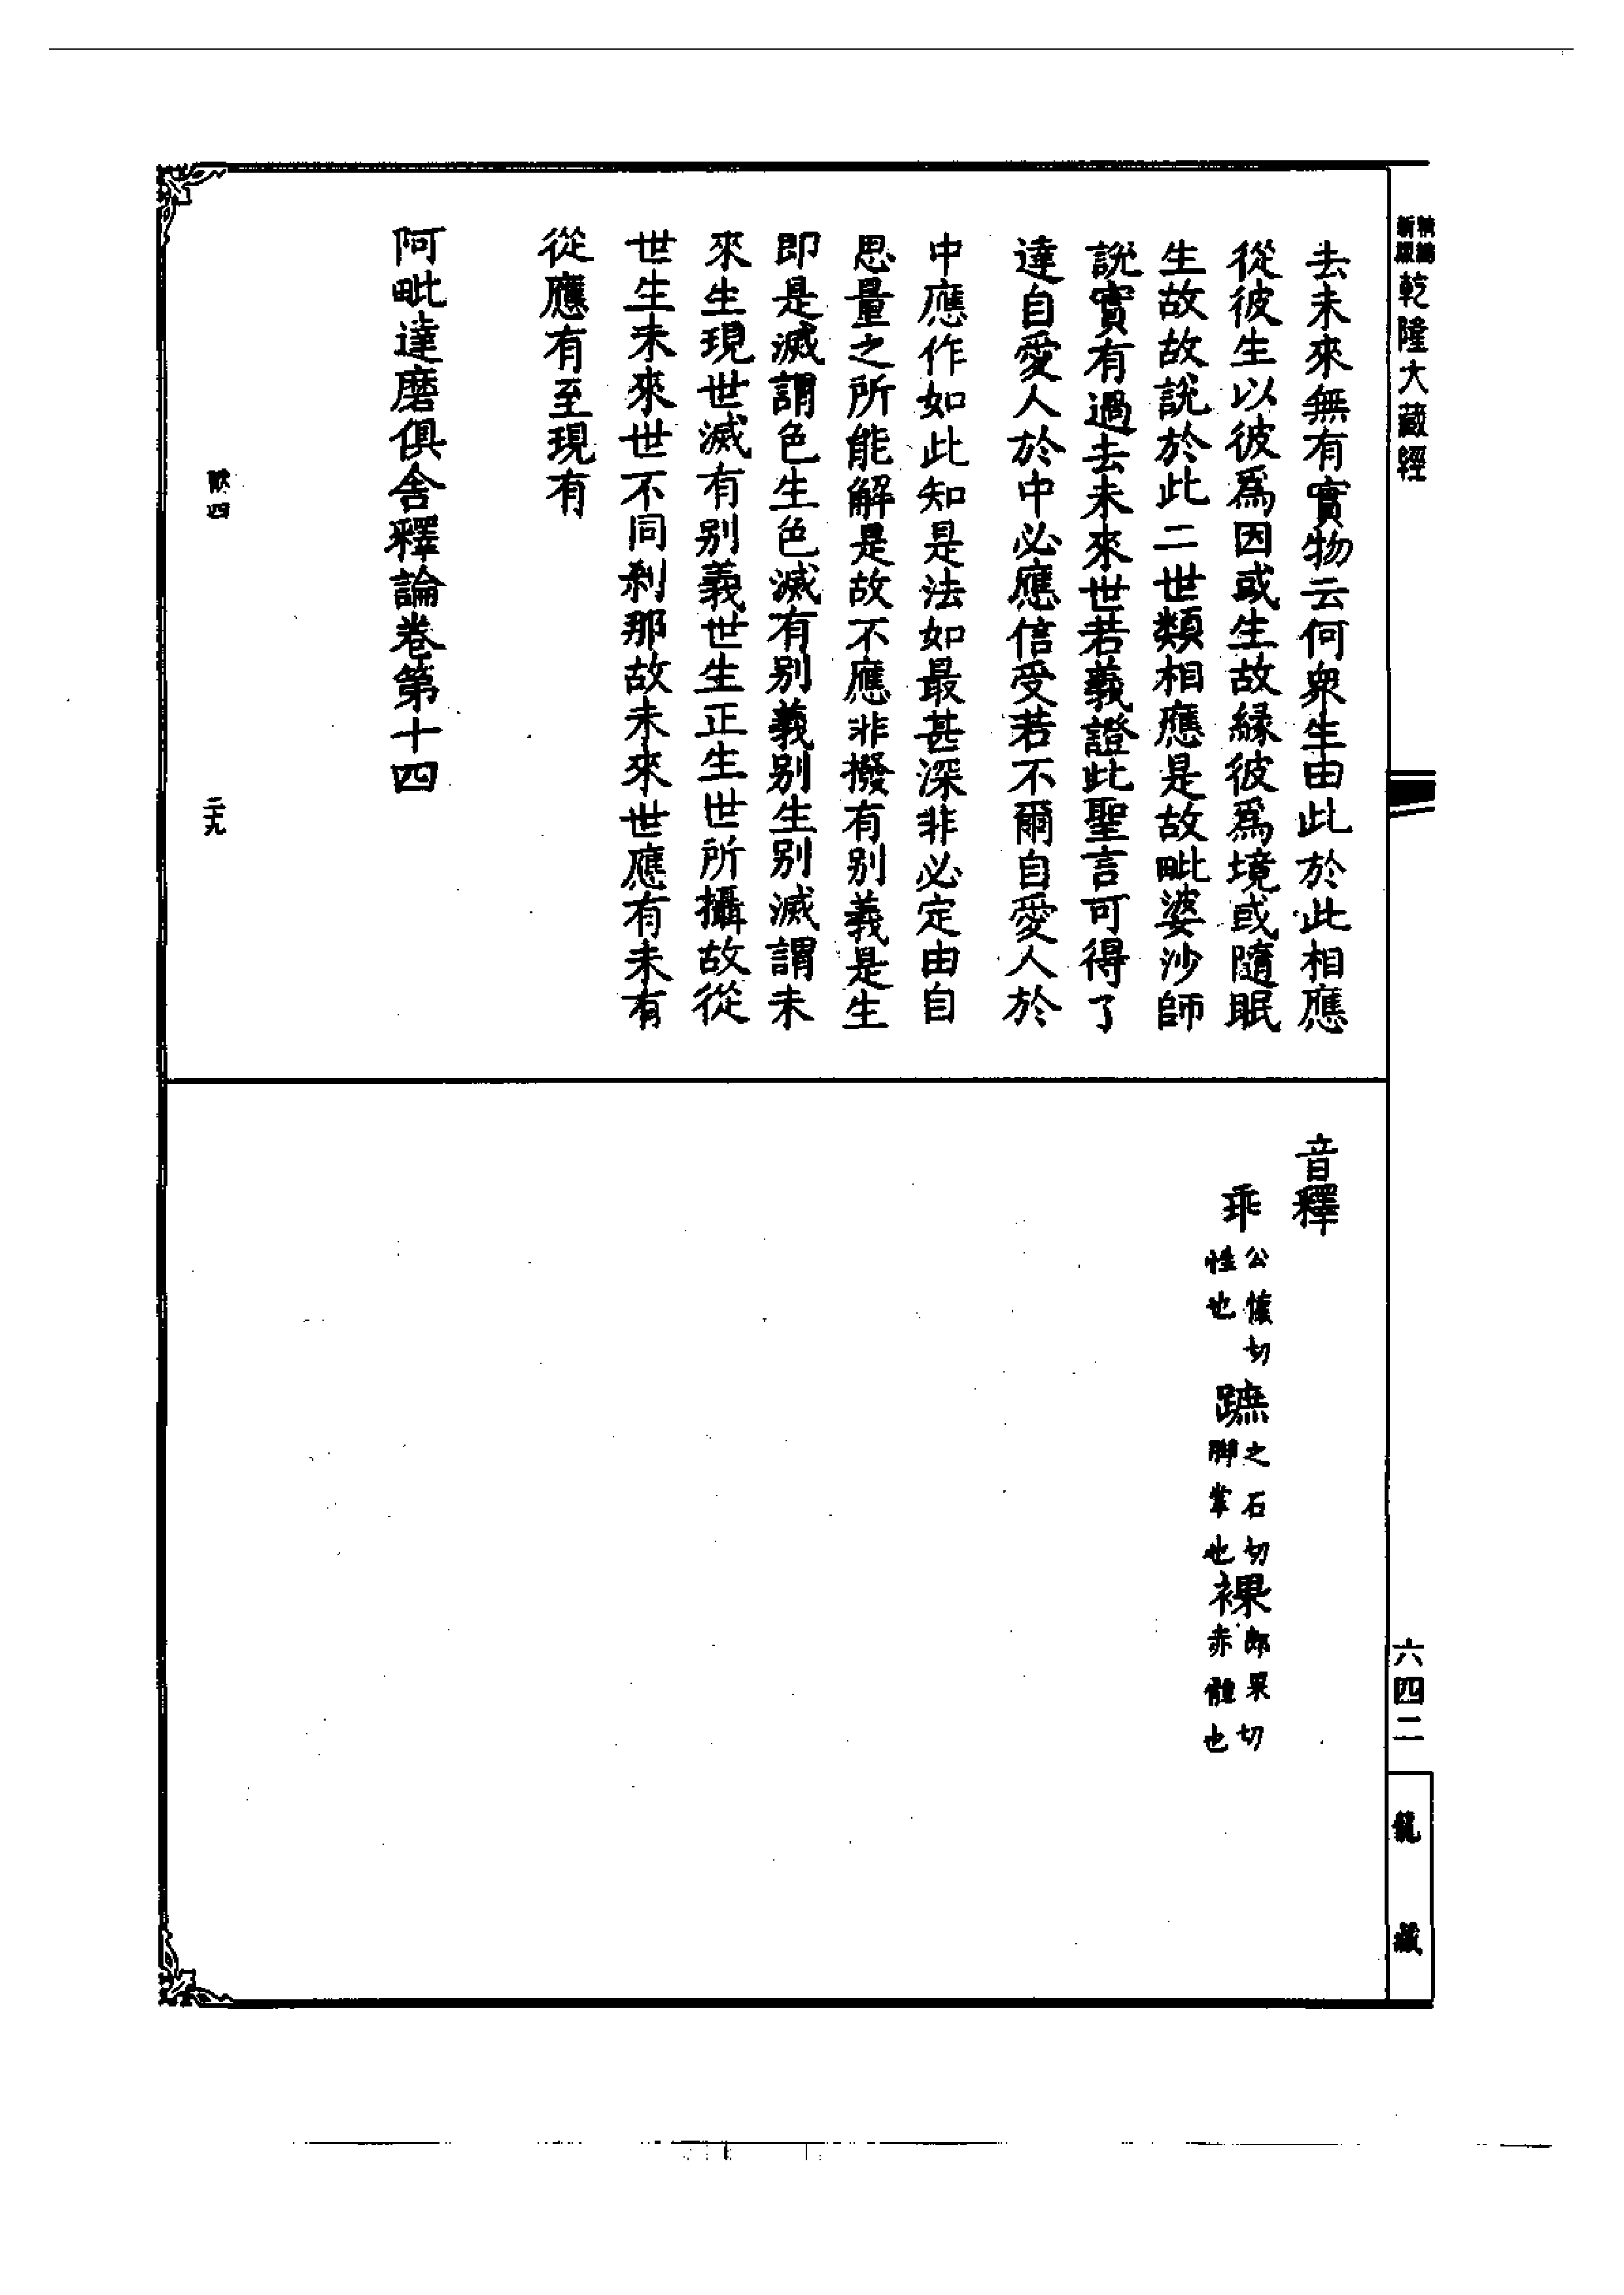 新編
縮版
乾隆大藏經
去未來無有實物云何衆生由此於此相應
從彼生以彼爲因或生故緣彼爲境或隨眠
生故故說於此二世類相應是故毗婆沙師
說實有過去未來世若義證此聖言可得了
達自愛人於中必應信受若不爾自愛人於
中應作如此知是法如最甚深非必定由自
思量之所能解是故不應非撥有别義是生
即是滅謂色生色滅有别義别生别滅謂未
來生現世滅有别義世生正生世所攝故從
世生未來世不同剎那故未來世應有未有
從應有至現有
阿毗達磨俱舍釋論卷第十四
四
二九
音釋
乖
公懷切
性也
蹠
之石切
脚掌也
裸
郎果切
赤體也
六四二
龍藏